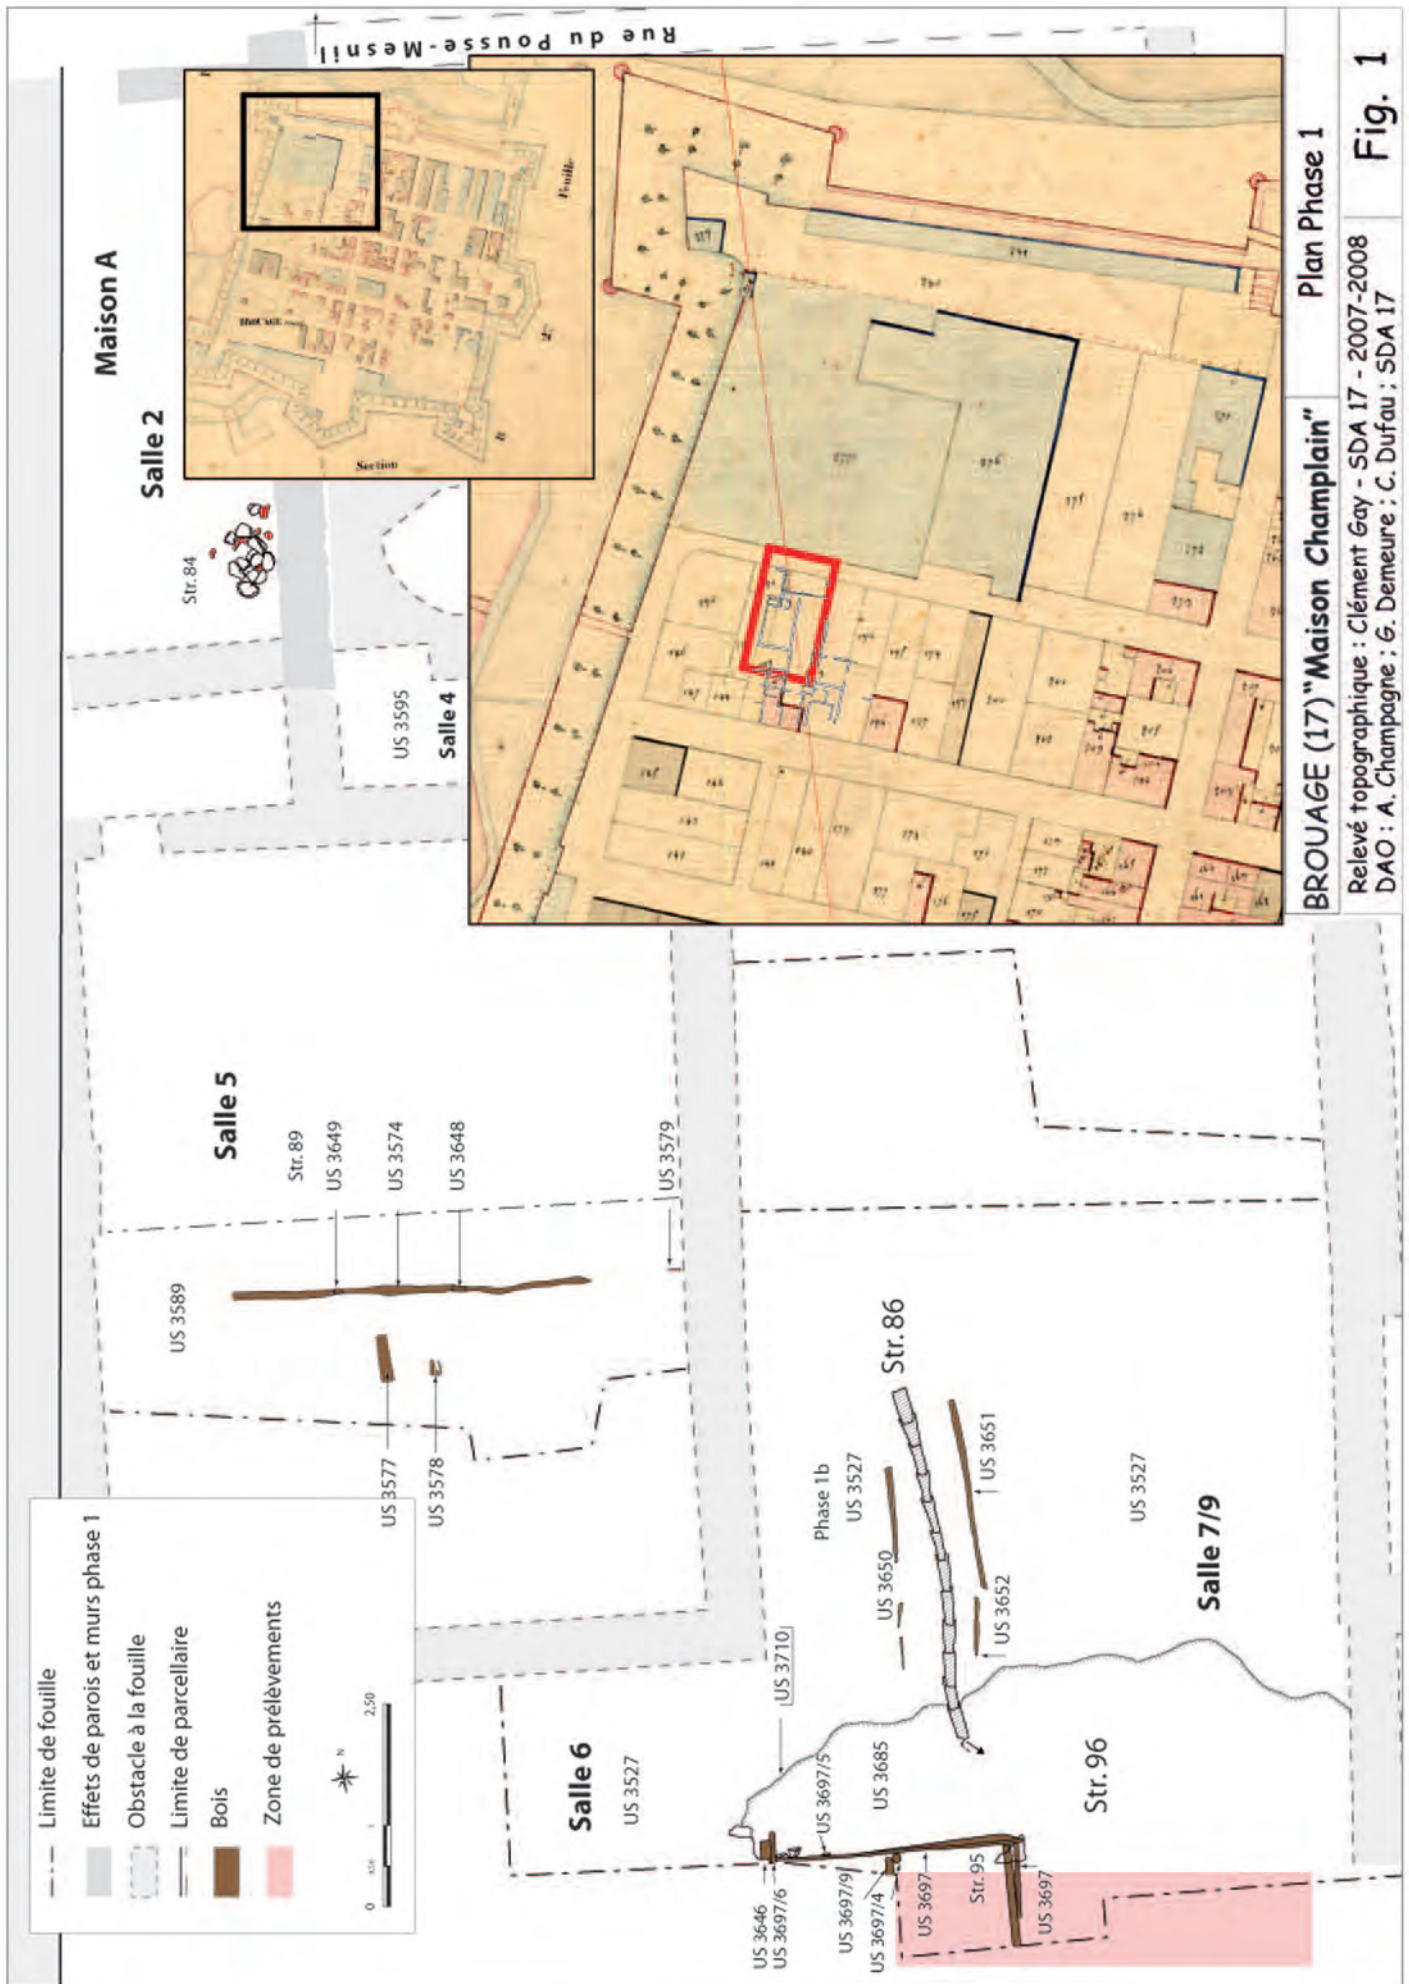 Limite de fouille
Effets de parois et murs phase 1
Obstacle à la fouille
Limite de parcellaire
Bois
Zone de prélèvements
N
0
0.50
1
2,50
Maison A
Salle 2
Str. 84
Rue du Pousse-Mesnil
US 3595
Salle 4
Salle 5
Str. 89
US 3649
US 3574
US 3648
US 3579
US 3589
US 3577
US 3578
Salle 6
US 3527
US 3710
Phase 1b
US 3527
Str. 86
US 3650
US 3651
US 3652
US 3527
Salle 7/9
US 3697/5
US 3685
Str. 96
US 3646
US 3697/6
US 3697/9
US 3697/4
US 3697
Str. 95
US 3697
BROUAGE
Section
B
Feuille
BROUAGE (17) "Maison Champlain"
Plan Phase 1
Relevé topographique : Clément Gay - SDA 17 - 2007-2008
DAO : A. Champagne ; G. Demeure ; C. Dufau ; SDA 17
Fig. 1